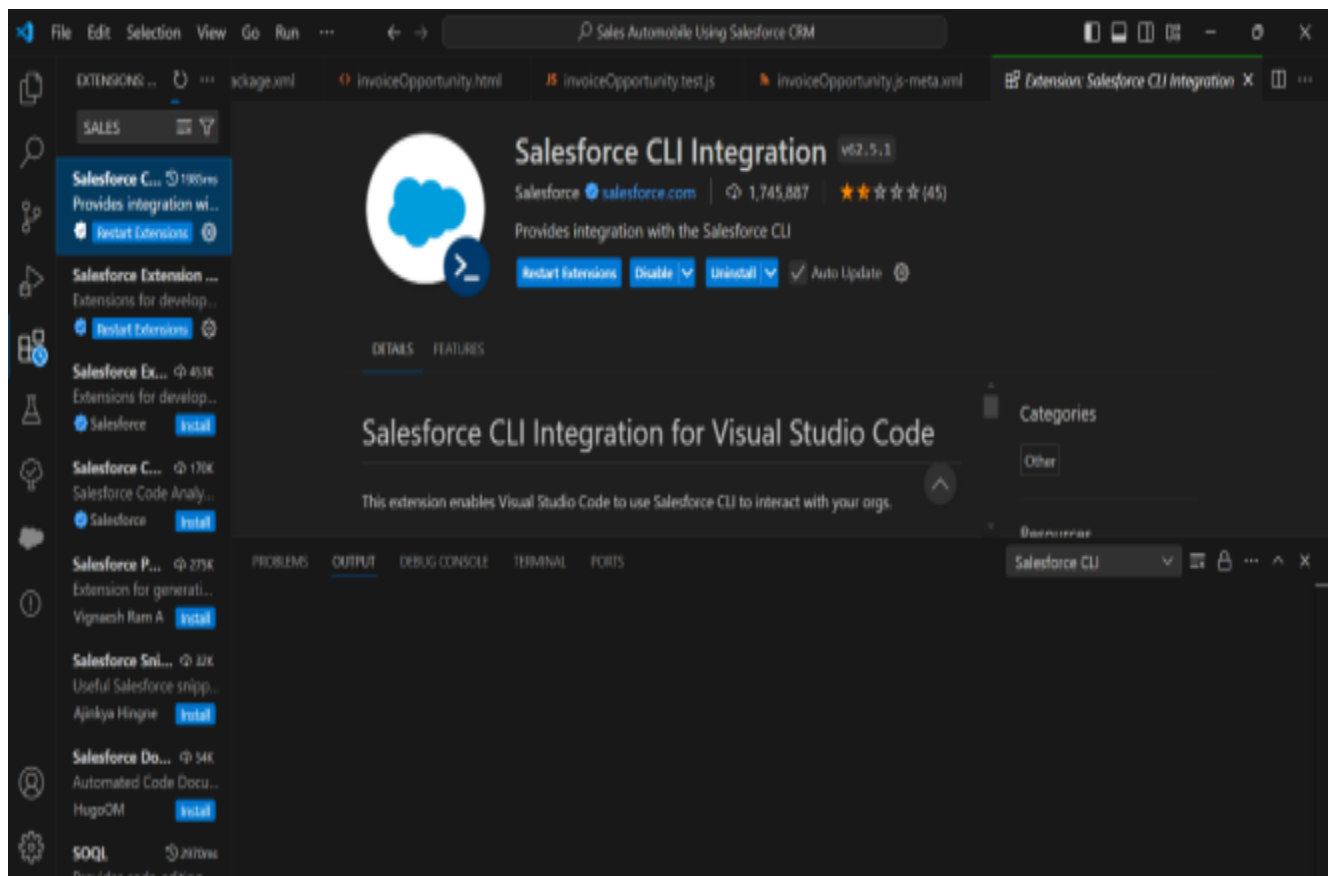 File Edit Selection View Go Run ··· Sales Automobile Using Salesforce CRM
EXTENSIONS: ... ackage.xml invoiceOpportunity.html invoiceOpportunity.test.js invoiceOpportunity.js-meta.xml Extension: Salesforce CLI Integration
SALES
Salesforce C... 1985ms
Provides integration wi...
Restart Extensions
Salesforce Extension ...
Extensions for develop...
Restart Extensions
Salesforce Ex... 453K
Extensions for develop...
Salesforce Install
Salesforce C... 170K
Salesforce Code Analy...
Salesforce Install
Salesforce P... 275K
Extension for generati...
Vignaesh Ram A Install
Salesforce Sni... 32K
Useful Salesforce snipp...
Ajinkya Hingne Install
Salesforce Do... 54K
Automated Code Docu...
HugoOM Install
SOQL 2970ms
Salesforce CLI Integration v62.5.1
Salesforce salesforce.com 1,745,887 (45)
Provides integration with the Salesforce CLI
Restart Extensions Disable Uninstall Auto Update
DETAILS FEATURES
Salesforce CLI Integration for Visual Studio Code
This extension enables Visual Studio Code to use Salesforce CLI to interact with your orgs.
Categories
Other
Resources
PROBLEMS OUTPUT DEBUG CONSOLE TERMINAL PORTS Salesforce CLI